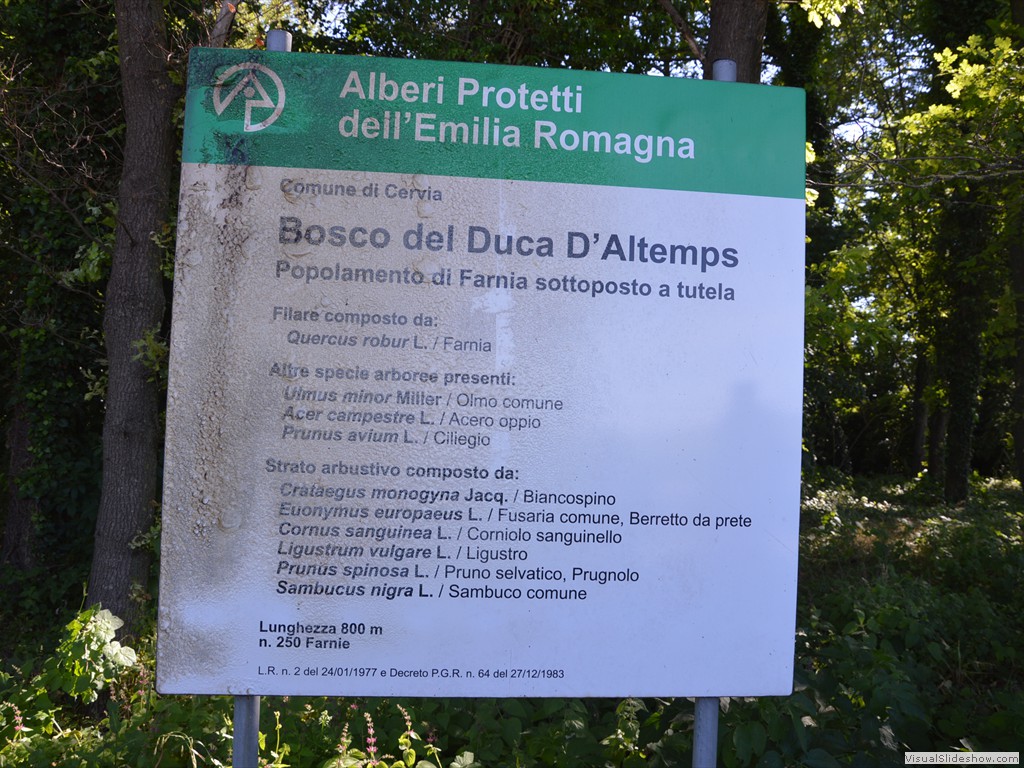 Alberi Protetti
dell'Emilia Romagna
Comune di Cervia
Bosco del Duca D'Altemps
Popolamento di Farnia sottoposto a tutela
Filare composto da:
Quercus robur L. / Farnia
Altre specie arboree presenti:
Ulmus minor Miller / Olmo comune
Acer campestre L. / Acero oppio
Prunus avium L. / Ciliegio
Strato arbustivo composto da:
Crataegus monogyna Jacq. / Biancospino
Euonymus europaeus L. / Fusaria comune, Berretto da prete
Cornus sanguinea L. / Corniolo sanguinello
Ligustrum vulgare L. / Ligustro
Prunus spinosa L. / Pruno selvatico, Prugnolo
Sambucus nigra L. / Sambuco comune
Lunghezza 800 m
n. 250 Farnie
L.R. n. 2 del 24/01/1977 e Decreto P.G.R. n. 64 del 27/12/1983
VisualSlideshow.com